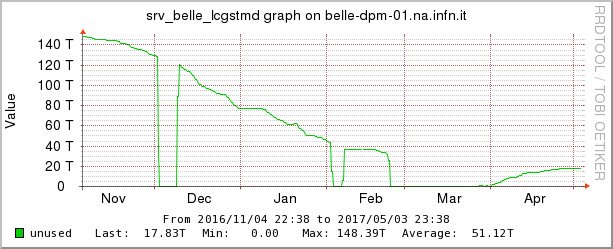 srv_belle_lcgstmd graph on belle-dpm-01.na.infn.it
RRDTOOL / TOBI OETIKER
Value
140 T
120 T
100 T
80 T
60 T
40 T
20 T
0
Nov Dec Jan Feb Mar Apr
From 2016/11/04 22:38 to 2017/05/03 23:38
unused Last: 17.83T Min: 0.00 Max: 148.39T Average: 51.12T